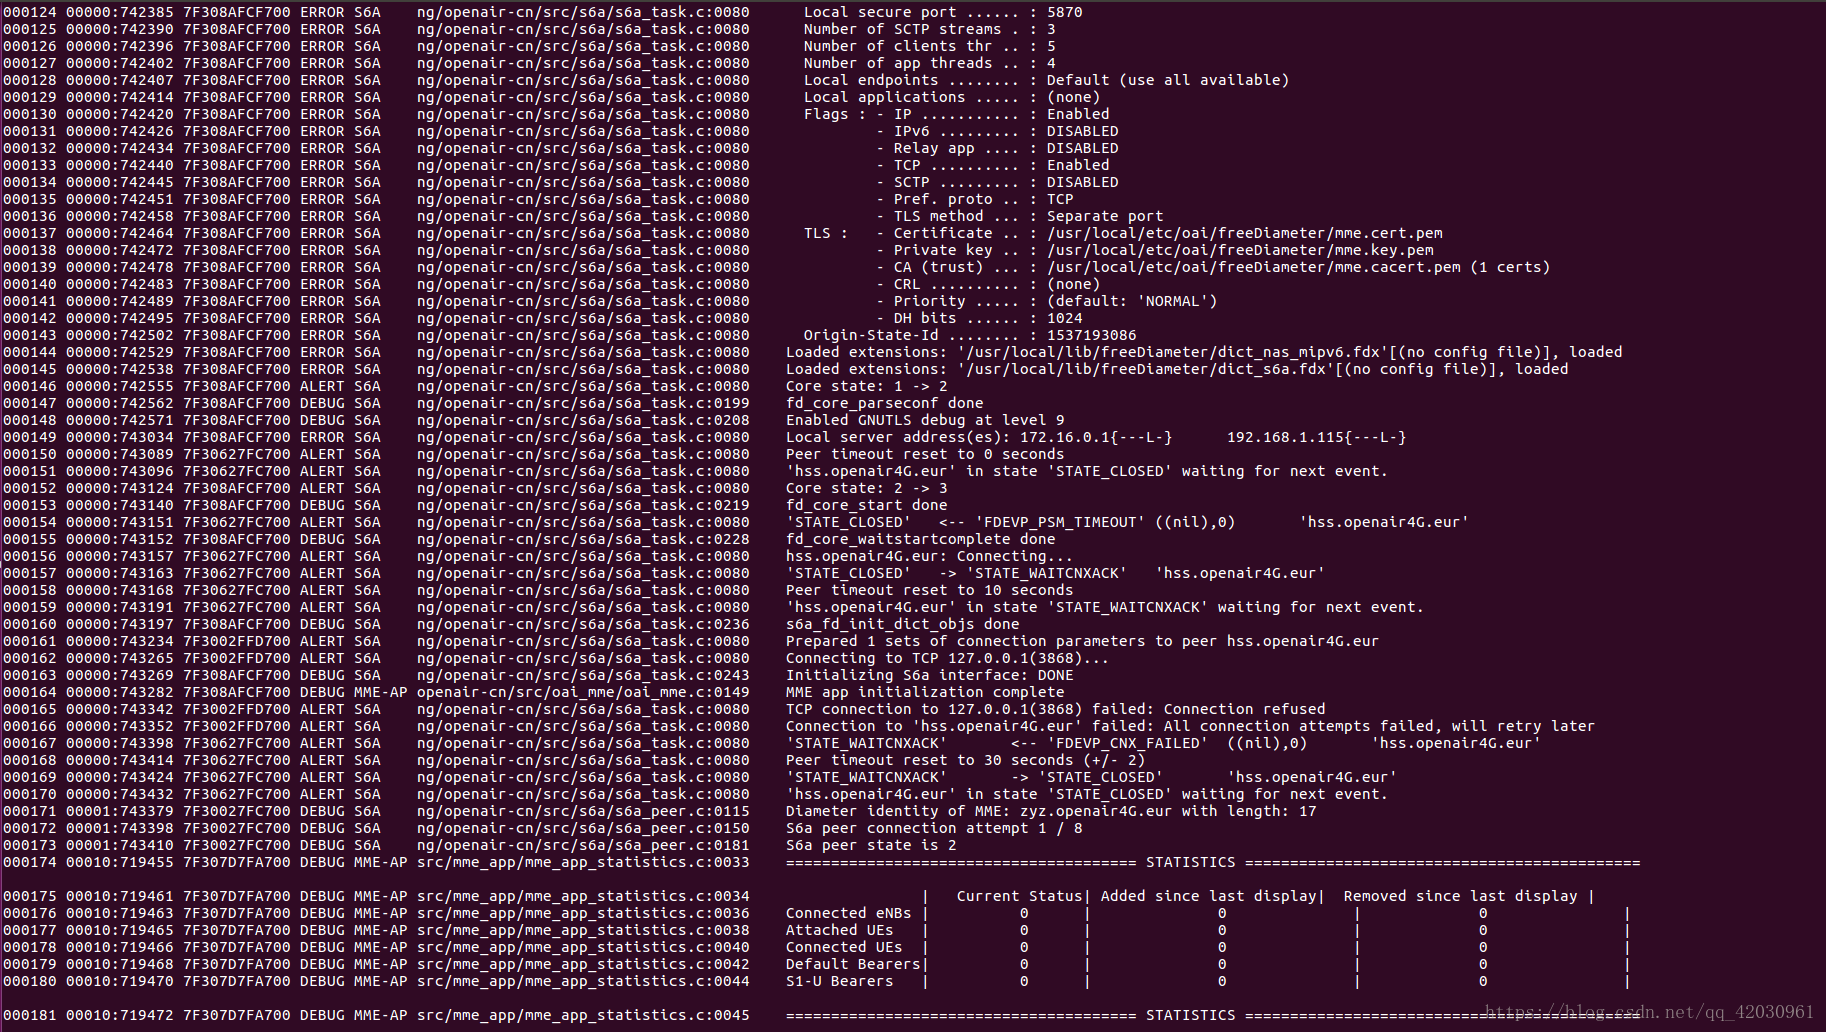 000124 00000:742385 7F308AFCF700 ERROR S6A    ng/openair-cn/src/s6a/s6a_task.c:0080      Local secure port ...... : 5870
000125 00000:742390 7F308AFCF700 ERROR S6A    ng/openair-cn/src/s6a/s6a_task.c:0080      Number of SCTP streams . : 3
000126 00000:742396 7F308AFCF700 ERROR S6A    ng/openair-cn/src/s6a/s6a_task.c:0080      Number of clients thr .. : 5
000127 00000:742402 7F308AFCF700 ERROR S6A    ng/openair-cn/src/s6a/s6a_task.c:0080      Number of app threads .. : 4
000128 00000:742407 7F308AFCF700 ERROR S6A    ng/openair-cn/src/s6a/s6a_task.c:0080      Local endpoints ........ : Default (use all available)
000129 00000:742414 7F308AFCF700 ERROR S6A    ng/openair-cn/src/s6a/s6a_task.c:0080      Local applications ..... : (none)
000130 00000:742420 7F308AFCF700 ERROR S6A    ng/openair-cn/src/s6a/s6a_task.c:0080      Flags : - IP ........... : Enabled
000131 00000:742426 7F308AFCF700 ERROR S6A    ng/openair-cn/src/s6a/s6a_task.c:0080              - IPv6 ......... : DISABLED
000132 00000:742434 7F308AFCF700 ERROR S6A    ng/openair-cn/src/s6a/s6a_task.c:0080              - Relay app .... : DISABLED
000133 00000:742440 7F308AFCF700 ERROR S6A    ng/openair-cn/src/s6a/s6a_task.c:0080              - TCP .......... : Enabled
000134 00000:742445 7F308AFCF700 ERROR S6A    ng/openair-cn/src/s6a/s6a_task.c:0080              - SCTP ......... : DISABLED
000135 00000:742451 7F308AFCF700 ERROR S6A    ng/openair-cn/src/s6a/s6a_task.c:0080              - Pref. proto .. : TCP
000136 00000:742458 7F308AFCF700 ERROR S6A    ng/openair-cn/src/s6a/s6a_task.c:0080              - TLS method ... : Separate port
000137 00000:742464 7F308AFCF700 ERROR S6A    ng/openair-cn/src/s6a/s6a_task.c:0080      TLS :   - Certificate .. : /usr/local/etc/oai/freeDiameter/mme.cert.pem
000138 00000:742472 7F308AFCF700 ERROR S6A    ng/openair-cn/src/s6a/s6a_task.c:0080              - Private key .. : /usr/local/etc/oai/freeDiameter/mme.key.pem
000139 00000:742478 7F308AFCF700 ERROR S6A    ng/openair-cn/src/s6a/s6a_task.c:0080              - CA (trust) ... : /usr/local/etc/oai/freeDiameter/mme.cacert.pem (1 certs)
000140 00000:742483 7F308AFCF700 ERROR S6A    ng/openair-cn/src/s6a/s6a_task.c:0080              - CRL .......... : (none)
000141 00000:742489 7F308AFCF700 ERROR S6A    ng/openair-cn/src/s6a/s6a_task.c:0080              - Priority ..... : (default: 'NORMAL')
000142 00000:742495 7F308AFCF700 ERROR S6A    ng/openair-cn/src/s6a/s6a_task.c:0080              - DH bits ...... : 1024
000143 00000:742502 7F308AFCF700 ERROR S6A    ng/openair-cn/src/s6a/s6a_task.c:0080      Origin-State-Id ........ : 1537193086
000144 00000:742529 7F308AFCF700 ERROR S6A    ng/openair-cn/src/s6a/s6a_task.c:0080    Loaded extensions: '/usr/local/lib/freeDiameter/dict_nas_mipv6.fdx'[(no config file)], loaded
000145 00000:742538 7F308AFCF700 ERROR S6A    ng/openair-cn/src/s6a/s6a_task.c:0080    Loaded extensions: '/usr/local/lib/freeDiameter/dict_s6a.fdx'[(no config file)], loaded
000146 00000:742555 7F308AFCF700 ALERT S6A    ng/openair-cn/src/s6a/s6a_task.c:0080    Core state: 1 -> 2
000147 00000:742562 7F308AFCF700 DEBUG S6A    ng/openair-cn/src/s6a/s6a_task.c:0199    fd_core_parseconf done
000148 00000:742571 7F308AFCF700 DEBUG S6A    ng/openair-cn/src/s6a/s6a_task.c:0208    Enabled GNUTLS debug at level 9
000149 00000:743034 7F308AFCF700 ERROR S6A    ng/openair-cn/src/s6a/s6a_task.c:0080    Local server address(es): 172.16.0.1{---L-}      192.168.1.115{---L-}
000150 00000:743089 7F30627FC700 ALERT S6A    ng/openair-cn/src/s6a/s6a_task.c:0080    Peer timeout reset to 0 seconds
000151 00000:743096 7F30627FC700 ALERT S6A    ng/openair-cn/src/s6a/s6a_task.c:0080    'hss.openair4G.eur' in state 'STATE_CLOSED' waiting for next event.
000152 00000:743124 7F308AFCF700 ALERT S6A    ng/openair-cn/src/s6a/s6a_task.c:0080    Core state: 2 -> 3
000153 00000:743140 7F308AFCF700 DEBUG S6A    ng/openair-cn/src/s6a/s6a_task.c:0219    fd_core_start done
000154 00000:743151 7F30627FC700 ALERT S6A    ng/openair-cn/src/s6a/s6a_task.c:0080    'STATE_CLOSED'   <-- 'FDEVP_PSM_TIMEOUT' ((nil),0)       'hss.openair4G.eur'
000155 00000:743152 7F308AFCF700 DEBUG S6A    ng/openair-cn/src/s6a/s6a_task.c:0228    fd_core_waitstartcomplete done
000156 00000:743157 7F30627FC700 ALERT S6A    ng/openair-cn/src/s6a/s6a_task.c:0080    hss.openair4G.eur: Connecting...
000157 00000:743163 7F30627FC700 ALERT S6A    ng/openair-cn/src/s6a/s6a_task.c:0080    'STATE_CLOSED'   -> 'STATE_WAITCNXACK'   'hss.openair4G.eur'
000158 00000:743168 7F30627FC700 ALERT S6A    ng/openair-cn/src/s6a/s6a_task.c:0080    Peer timeout reset to 10 seconds
000159 00000:743191 7F30627FC700 ALERT S6A    ng/openair-cn/src/s6a/s6a_task.c:0080    'hss.openair4G.eur' in state 'STATE_WAITCNXACK' waiting for next event.
000160 00000:743197 7F308AFCF700 DEBUG S6A    ng/openair-cn/src/s6a/s6a_task.c:0236    s6a_fd_init_dict_objs done
000161 00000:743234 7F3002FFD700 ALERT S6A    ng/openair-cn/src/s6a/s6a_task.c:0080    Prepared 1 sets of connection parameters to peer hss.openair4G.eur
000162 00000:743265 7F3002FFD700 ALERT S6A    ng/openair-cn/src/s6a/s6a_task.c:0080    Connecting to TCP 127.0.0.1(3868)...
000163 00000:743269 7F308AFCF700 DEBUG S6A    ng/openair-cn/src/s6a/s6a_task.c:0243    Initializing S6a interface: DONE
000164 00000:743282 7F308AFCF700 DEBUG MME-AP openair-cn/src/oai_mme/oai_mme.c:0149    MME app initialization complete
000165 00000:743342 7F3002FFD700 ALERT S6A    ng/openair-cn/src/s6a/s6a_task.c:0080    TCP connection to 127.0.0.1(3868) failed: Connection refused
000166 00000:743352 7F3002FFD700 ALERT S6A    ng/openair-cn/src/s6a/s6a_task.c:0080    Connection to 'hss.openair4G.eur' failed: All connection attempts failed, will retry later
000167 00000:743398 7F30627FC700 ALERT S6A    ng/openair-cn/src/s6a/s6a_task.c:0080    'STATE_WAITCNXACK'       <-- 'FDEVP_CNX_FAILED'  ((nil),0)       'hss.openair4G.eur'
000168 00000:743414 7F30627FC700 ALERT S6A    ng/openair-cn/src/s6a/s6a_task.c:0080    Peer timeout reset to 30 seconds (+/- 2)
000169 00000:743424 7F30627FC700 ALERT S6A    ng/openair-cn/src/s6a/s6a_task.c:0080    'STATE_WAITCNXACK'       -> 'STATE_CLOSED'       'hss.openair4G.eur'
000170 00000:743432 7F30627FC700 ALERT S6A    ng/openair-cn/src/s6a/s6a_task.c:0080    'hss.openair4G.eur' in state 'STATE_CLOSED' waiting for next event.
000171 00001:743379 7F30027FC700 DEBUG S6A    ng/openair-cn/src/s6a/s6a_peer.c:0115    Diameter identity of MME: zyz.openair4G.eur with length: 17
000172 00001:743398 7F30027FC700 DEBUG S6A    ng/openair-cn/src/s6a/s6a_peer.c:0150    S6a peer connection attempt 1 / 8
000173 00001:743410 7F30027FC700 DEBUG S6A    ng/openair-cn/src/s6a/s6a_peer.c:0181    S6a peer state is 2
000174 00010:719455 7F307D7FA700 DEBUG MME-AP src/mme_app/mme_app_statistics.c:0033    ======================================= STATISTICS ============================================
000175 00010:719461 7F307D7FA700 DEBUG MME-AP src/mme_app/mme_app_statistics.c:0034                   |   Current Status| Added since last display|  Removed since last display |
000176 00010:719463 7F307D7FA700 DEBUG MME-AP src/mme_app/mme_app_statistics.c:0036    Connected eNBs |          0      |              0              |             0               |
000177 00010:719465 7F307D7FA700 DEBUG MME-AP src/mme_app/mme_app_statistics.c:0038    Attached UEs   |          0      |              0              |             0               |
000178 00010:719466 7F307D7FA700 DEBUG MME-AP src/mme_app/mme_app_statistics.c:0040    Connected UEs  |          0      |              0              |             0               |
000179 00010:719468 7F307D7FA700 DEBUG MME-AP src/mme_app/mme_app_statistics.c:0042    Default Bearers|          0      |              0              |             0               |
000180 00010:719470 7F307D7FA700 DEBUG MME-AP src/mme_app/mme_app_statistics.c:0044    S1-U Bearers   |          0      |              0              |             0               |
000181 00010:719472 7F307D7FA700 DEBUG MME-AP src/mme_app/mme_app_statistics.c:0045    ======================================= STATISTICS ============================================
https://blog.csdn.net/qq_42030961